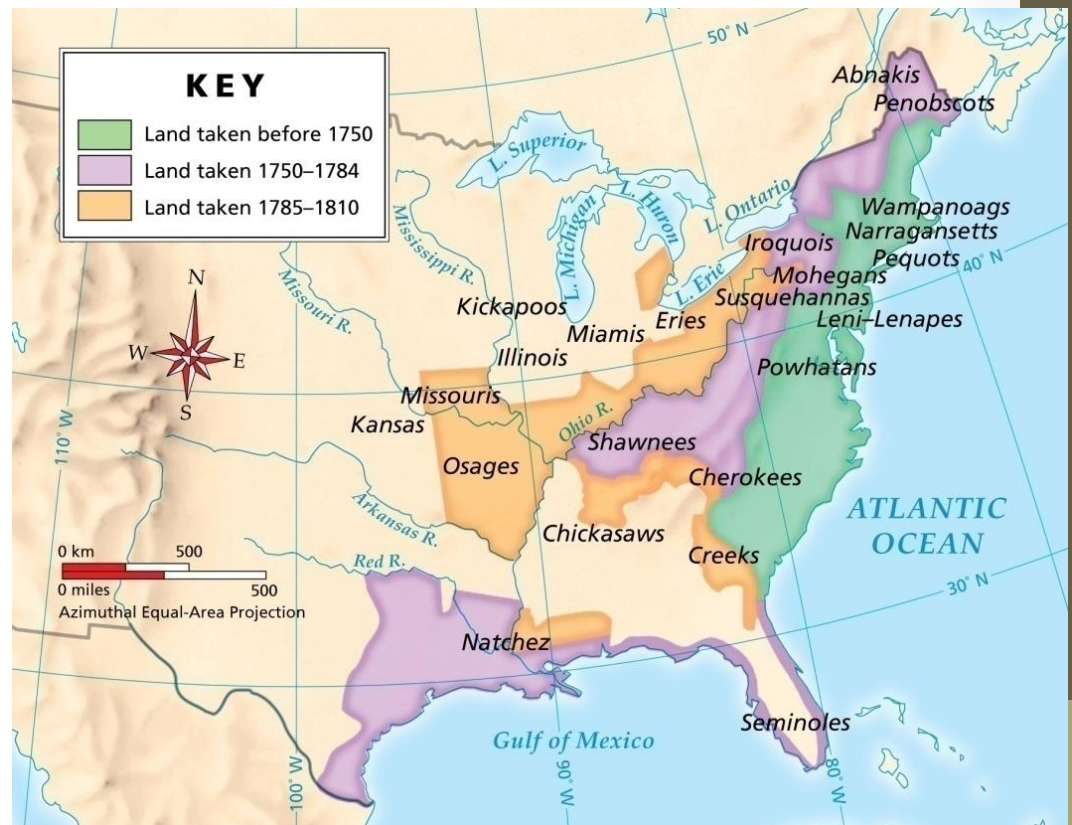 KEY
Land taken before 1750
Land taken 1750–1784
Land taken 1785–1810
50° N
Abnakis
Penobscots
L. Superior
L. Michigan
L. Huron
L. Ontario
L. Erie
Mississippi R.
Missouri R.
Wampanoags
Narragansetts
Iroquois
Pequots
40° N
Mohegans
Susquehannas
Leni–Lenapes
Kickapoos
Miamis
Eries
Illinois
Powhatans
N
W
E
S
Missouris
Kansas
Ohio R.
Shawnees
Osages
Cherokees
110° W
Arkansas R.
Chickasaws
Creeks
ATLANTIC
OCEAN
Red R.
30° N
0 km 500
0 miles 500
Azimuthal Equal-Area Projection
Natchez
Seminoles
Gulf of Mexico
100° W
90° W
80° W